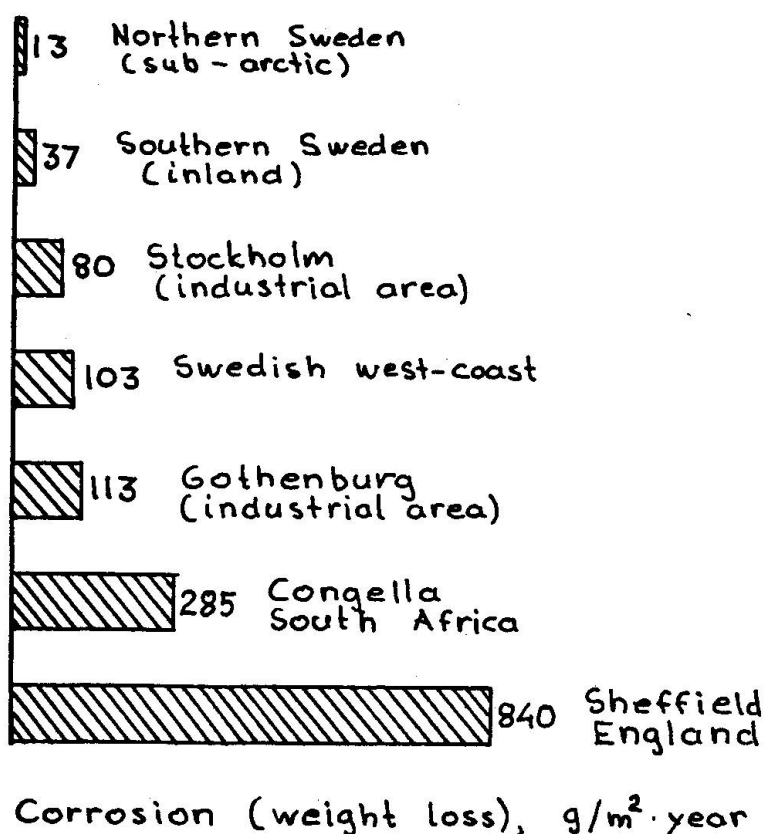 13 Northern Sweden
(sub-arctic)
37 Southern Sweden
(inland)
80 Stockholm
(industrial area)
103 Swedish west-coast
113 Gothenburg
(industrial area)
285 Congella
South Africa
840 Sheffield
England
Corrosion (weight loss), g/m²·year